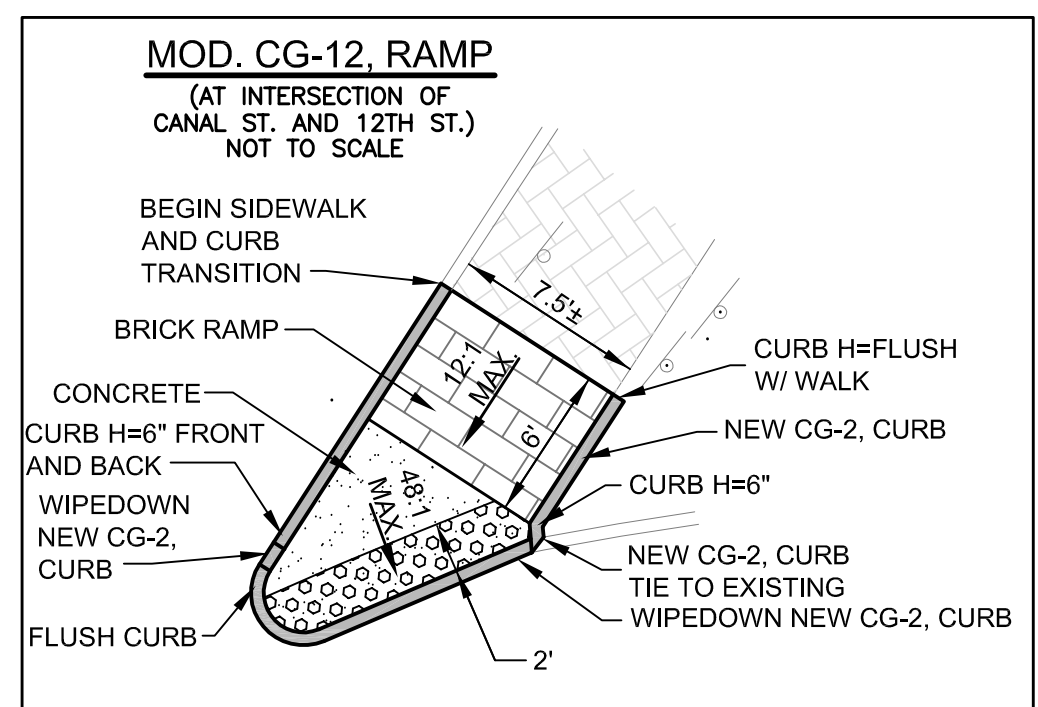 MOD. CG-12, RAMP
(AT INTERSECTION OF
CANAL ST. AND 12TH ST.)
NOT TO SCALE
BEGIN SIDEWALK
AND CURB
TRANSITION
7.5'±
BRICK RAMP
12:1
MAX.
6'
CURB H=FLUSH
W/ WALK
CONCRETE
NEW CG-2, CURB
CURB H=6" FRONT
AND BACK
48:1
MAX
CURB H=6"
WIPEDOWN
NEW CG-2,
CURB
NEW CG-2, CURB
TIE TO EXISTING
WIPEDOWN NEW CG-2, CURB
FLUSH CURB
2'